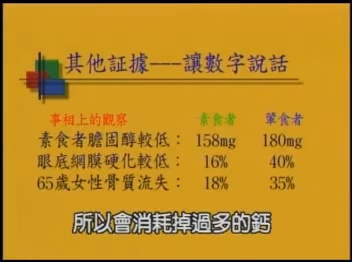 其他証據---讓數字說話
事相上的觀察 素食者 葷食者
素食者膽固醇較低： 158mg 180mg
眼底網膜硬化較低： 16% 40%
65歲女性骨質流失： 18% 35%
所以會消耗掉過多的鈣